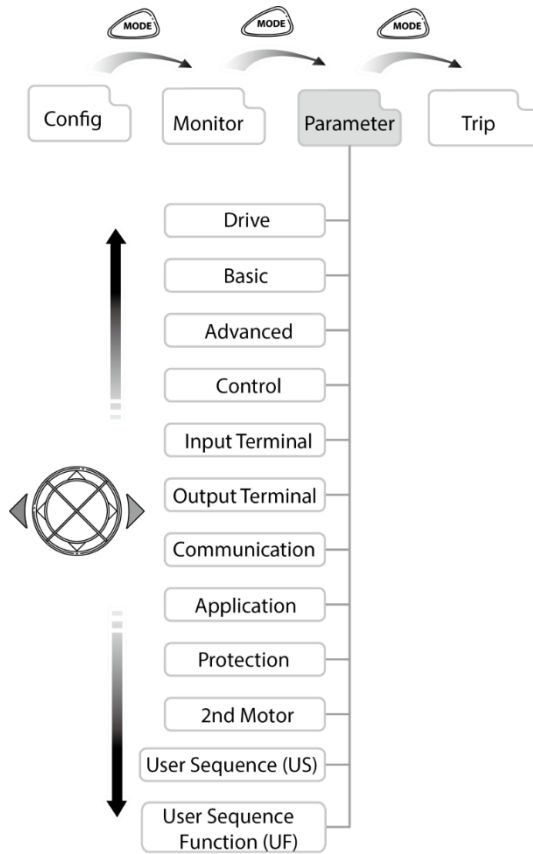 MODE
MODE
MODE
Config
Monitor
Parameter
Trip
Drive
Basic
Advanced
Control
Input Terminal
Output Terminal
Communication
Application
Protection
2nd Motor
User Sequence (US)
User Sequence
Function (UF)